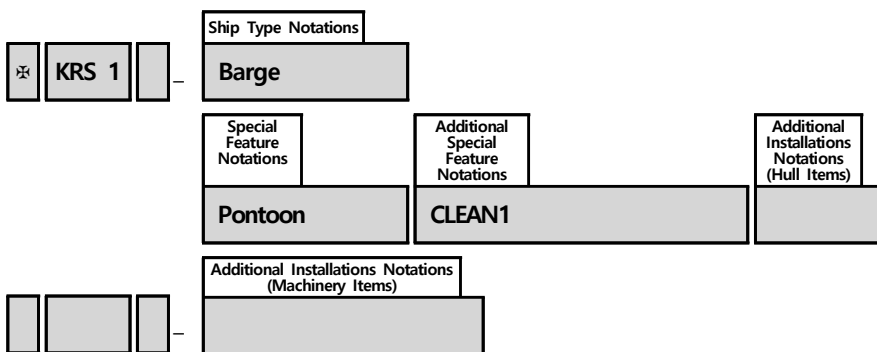 Ship Type Notations
✠ KRS 1 – Barge
Special
Feature
Notations
Additional
Special
Feature
Notations
Additional
Installations
Notations
(Hull Items)
Pontoon
CLEAN1
Additional Installations Notations
(Machinery Items)
–